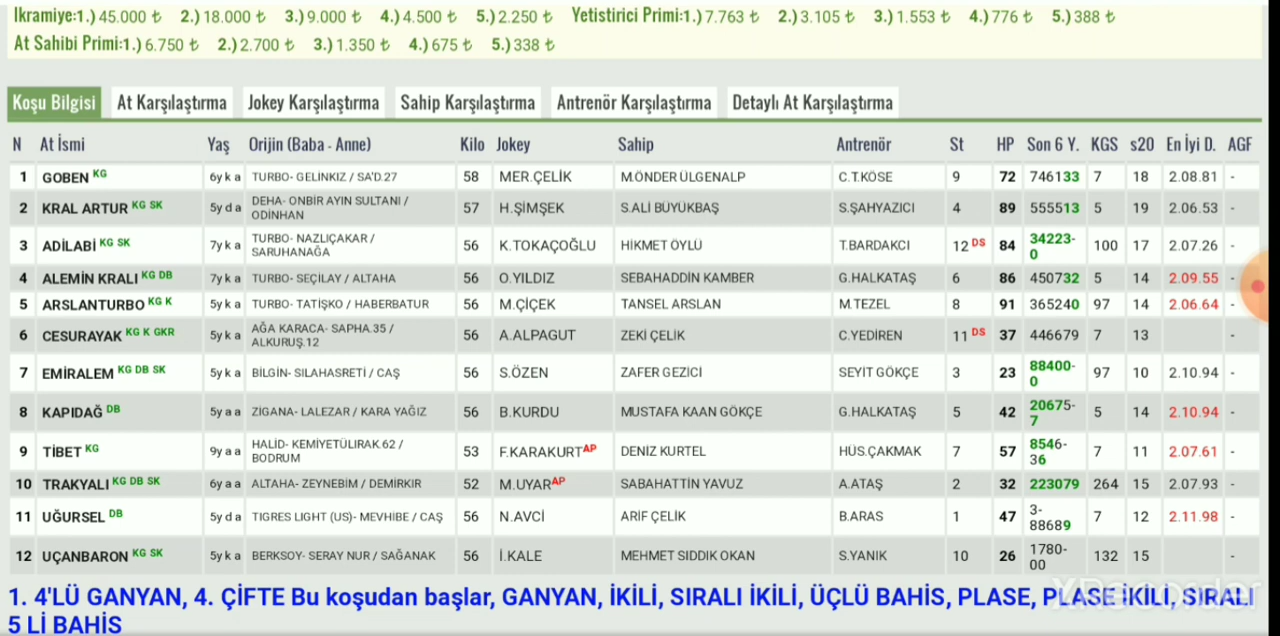 İkramiye:1.) 45.000 ₺ 2.) 18.000 ₺ 3.) 9.000 ₺ 4.) 4.500 ₺ 5.) 2.250 ₺ Yetistirici Primi:1.) 7.763 ₺ 2.) 3.105 ₺ 3.) 1.553 ₺ 4.) 776 ₺ 5.) 388 ₺
At Sahibi Primi:1.) 6.750 ₺ 2.) 2.700 ₺ 3.) 1.350 ₺ 4.) 675 ₺ 5.) 338 ₺
Koşu Bilgisi At Karşılaştırma Jokey Karşılaştırma Sahip Karşılaştırma Antrenör Karşılaştırma Detaylı At Karşılaştırma
N At İsmi Yaş Orijin (Baba - Anne) Kilo Jokey Sahip Antrenör St HP Son 6 Y. KGS s20 En İyi D. AGF
1 GOBEN KG 6y k a TURBO- GELİNKIZ / SA'D.27 58 MER.ÇELİK M.ÖNDER ÜLGENALP C.T.KÖSE 9 72 746133 7 18 2.08.81 -
2 KRAL ARTUR KG SK 5y d a DEHA- ONBİR AYIN SULTANI / ODİNHAN 57 H.ŞİMŞEK S.ALİ BÜYÜKBAŞ S.ŞAHYAZICI 4 89 555513 5 19 2.06.53 -
3 ADİLABİ KG SK 7y k a TURBO- NAZLIÇAKAR / SARUHANAĞA 56 K.TOKAÇOĞLU HİKMET ÖYLÜ T.BARDAKCI 12 DS 84 34223-0 100 17 2.07.26 -
4 ALEMİN KRALI KG DB 7y k a TURBO- SEÇİLAY / ALTAHA 56 O.YILDIZ SEBAHADDİN KAMBER G.HALKATAŞ 6 86 450732 5 14 2.09.55 -
5 ARSLANTURBO KG K 5y k a TURBO- TATİŞKO / HABERBATUR 56 M.ÇİÇEK TANSEL ARSLAN M.TEZEL 8 91 365240 97 14 2.06.64 -
6 CESURAYAK KG K GKR 5y k a AĞA KARACA- SAPHA.35 / ALKURUŞ.12 56 A.ALPAGUT ZEKİ ÇELİK C.YEDİREN 11 DS 37 446679 7 13 -
7 EMİRALEM KG DB SK 5y k a BİLGİN- SILAHASRETİ / CAŞ 56 S.ÖZEN ZAFER GEZİCİ SEYİT GÖKÇE 3 23 88400-0 97 10 2.10.94 -
8 KAPIDAĞ DB 5y a a ZİGANA- LALEZAR / KARA YAĞIZ 56 B.KURDU MUSTAFA KAAN GÖKÇE G.HALKATAŞ 5 42 20675-7 5 14 2.10.94 -
9 TİBET KG 9y a a HALİD- KEMİYETÜLIRAK.62 / BODRUM 53 F.KARAKURT AP DENİZ KURTEL HÜS.ÇAKMAK 7 57 8546-36 7 11 2.07.61 -
10 TRAKYALI KG DB SK 6y a a ALTAHA- ZEYNEBİM / DEMİRKIR 52 M.UYAR AP SABAHATTİN YAVUZ A.ATAŞ 2 32 223079 264 15 2.07.93 -
11 UĞURSEL DB 5y d a TIGRES LIGHT (US)- MEVHİBE / CAŞ 56 N.AVCİ ARİF ÇELİK B.ARAS 1 47 3-88689 7 12 2.11.98 -
12 UÇANBARON KG SK 5y k a BERKSOY- SERAY NUR / SAĞANAK 56 İ.KALE MEHMET SIDDIK OKAN S.YANIK 10 26 1780-00 132 15 -
1. 4'LÜ GANYAN, 4. ÇİFTE Bu koşudan başlar, GANYAN, İKİLİ, SIRALI İKİLİ, ÜÇLÜ BAHİS, PLASE, PLASE İKİLİ, SIRALI
5 Lİ BAHİS
XRecorder